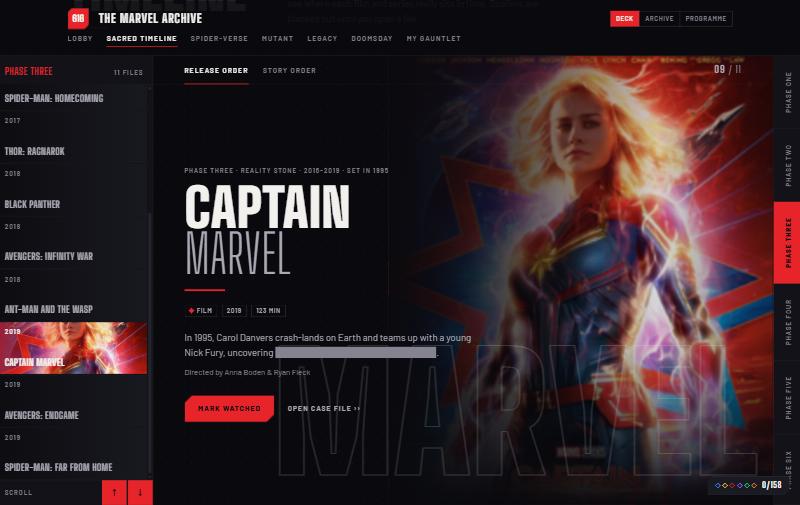 616 THE MARVEL ARCHIVE
DECK ARCHIVE PROGRAMME
LOBBY SACRED TIMELINE SPIDER-VERSE MUTANT LEGACY DOOMSDAY MY GAUNTLET
PHASE THREE 11 FILES
SPIDER-MAN: HOMECOMING
2017
THOR: RAGNAROK
2018
BLACK PANTHER
2018
AVENGERS: INFINITY WAR
2018
ANT-MAN AND THE WASP
2019
CAPTAIN MARVEL
2019
AVENGERS: ENDGAME
2019
SPIDER-MAN: FAR FROM HOME
SCROLL ↑ ↓
RELEASE ORDER STORY ORDER
09 / 11
PHASE THREE · REALITY STONE · 2016–2019 · SET IN 1995
CAPTAIN
MARVEL
FILM 2019 123 MIN
In 1995, Carol Danvers crash-lands on Earth and teams up with a young
Nick Fury, uncovering .
Directed by Anna Boden & Ryan Fleck
MARK WATCHED OPEN CASE FILE ››
MARVEL
PHASE ONE
PHASE TWO
PHASE THREE
PHASE FOUR
PHASE FIVE
SIX
0/158